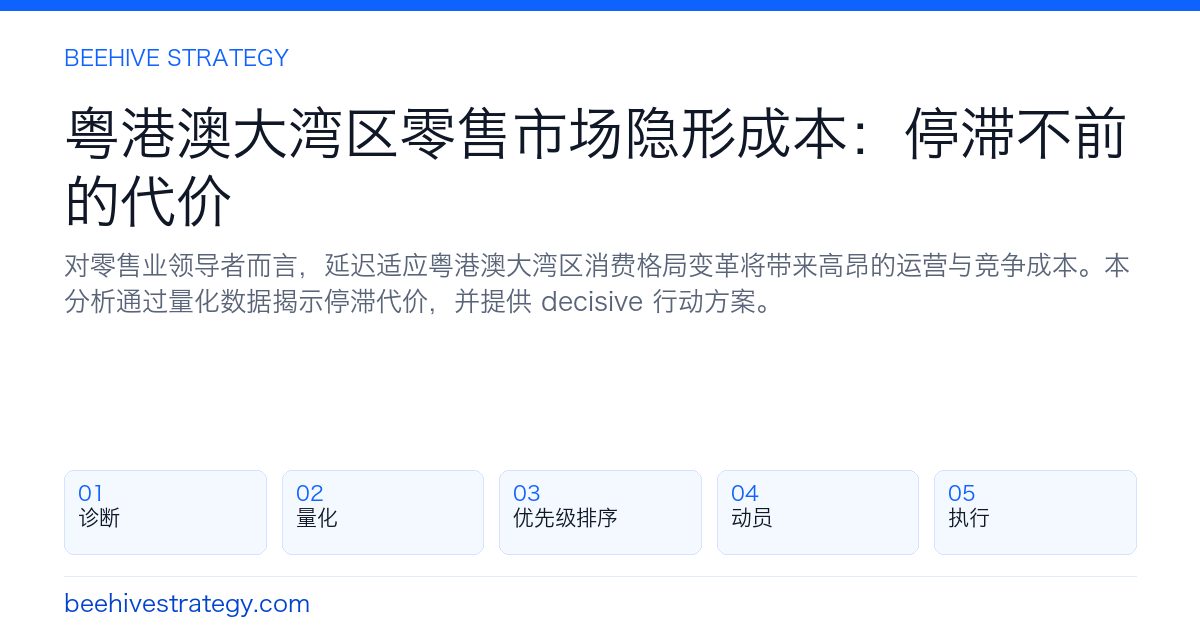 BEEHIVE STRATEGY
粤港澳大湾区零售市场隐形成本：停滞不前
的代价
对零售业领导者而言，延迟适应粤港澳大湾区消费格局变革将带来高昂的运营与竞争成本。本
分析通过量化数据揭示停滞代价，并提供 decisive 行动方案。
01
诊断
02
量化
03
优先级排序
04
动员
05
执行
beehivestrategy.com